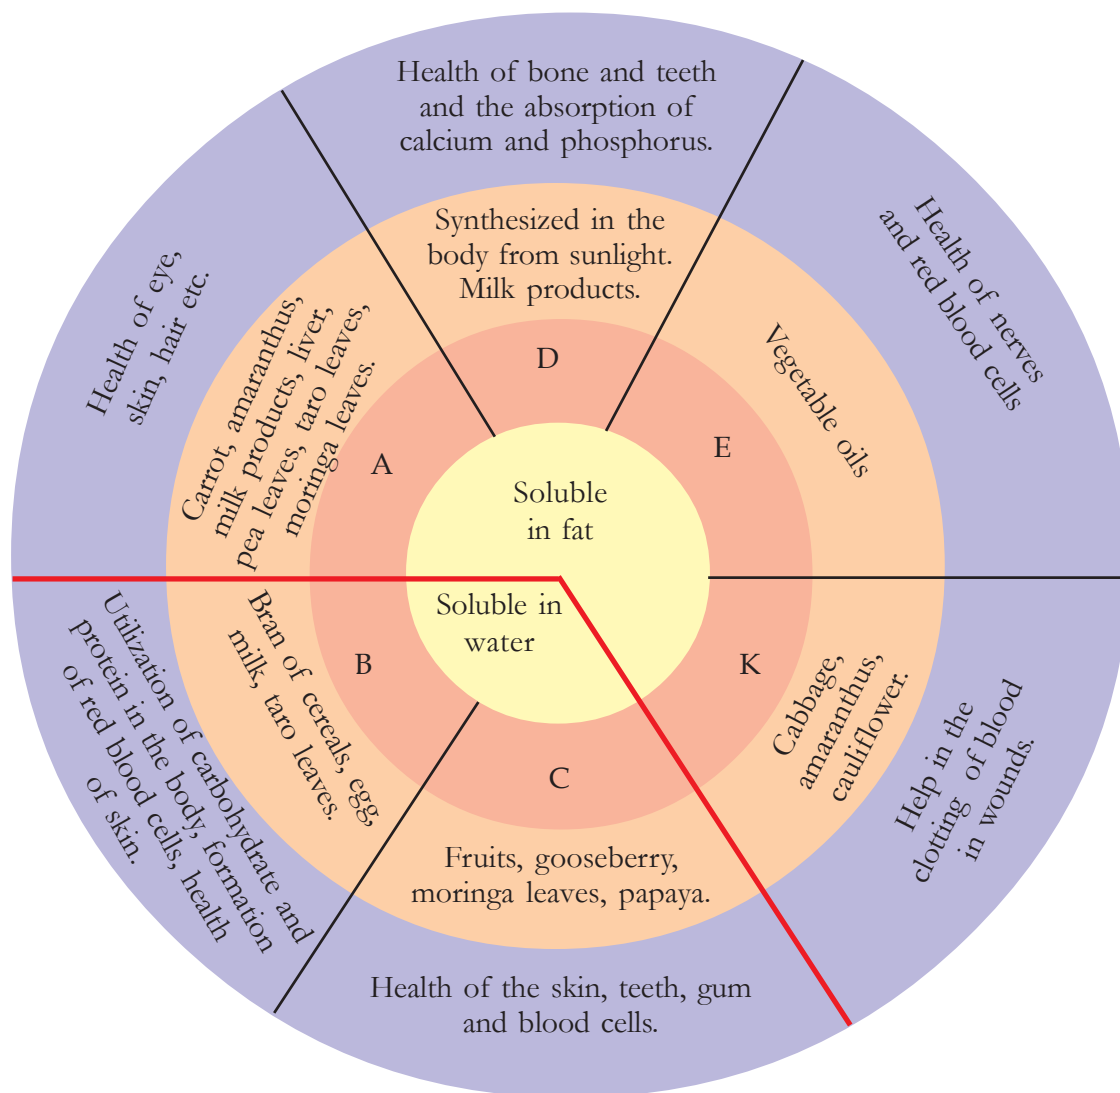 Health of bone and teeth
and the absorption of
calcium and phosphorus.
Synthesized in the
body from sunlight.
Milk products.
D
Health of nerves
and red blood cells
Vegetable oils
E
Health of eye,
skin, hair etc.
Carrot, amaranthus,
milk products, liver,
pea leaves, taro leaves,
moringa leaves.
A
Soluble
in fat
Soluble in
water
B
Bran of cereals, egg,
milk, taro leaves.
Utilization of carbohydrate and
protein in the body, formation
of red blood cells, health
of skin.
K
Cabbage,
amaranthus,
cauliflower.
Help in the
clotting of blood
in wounds.
C
Fruits, gooseberry,
moringa leaves, papaya.
Health of the skin, teeth, gum
and blood cells.